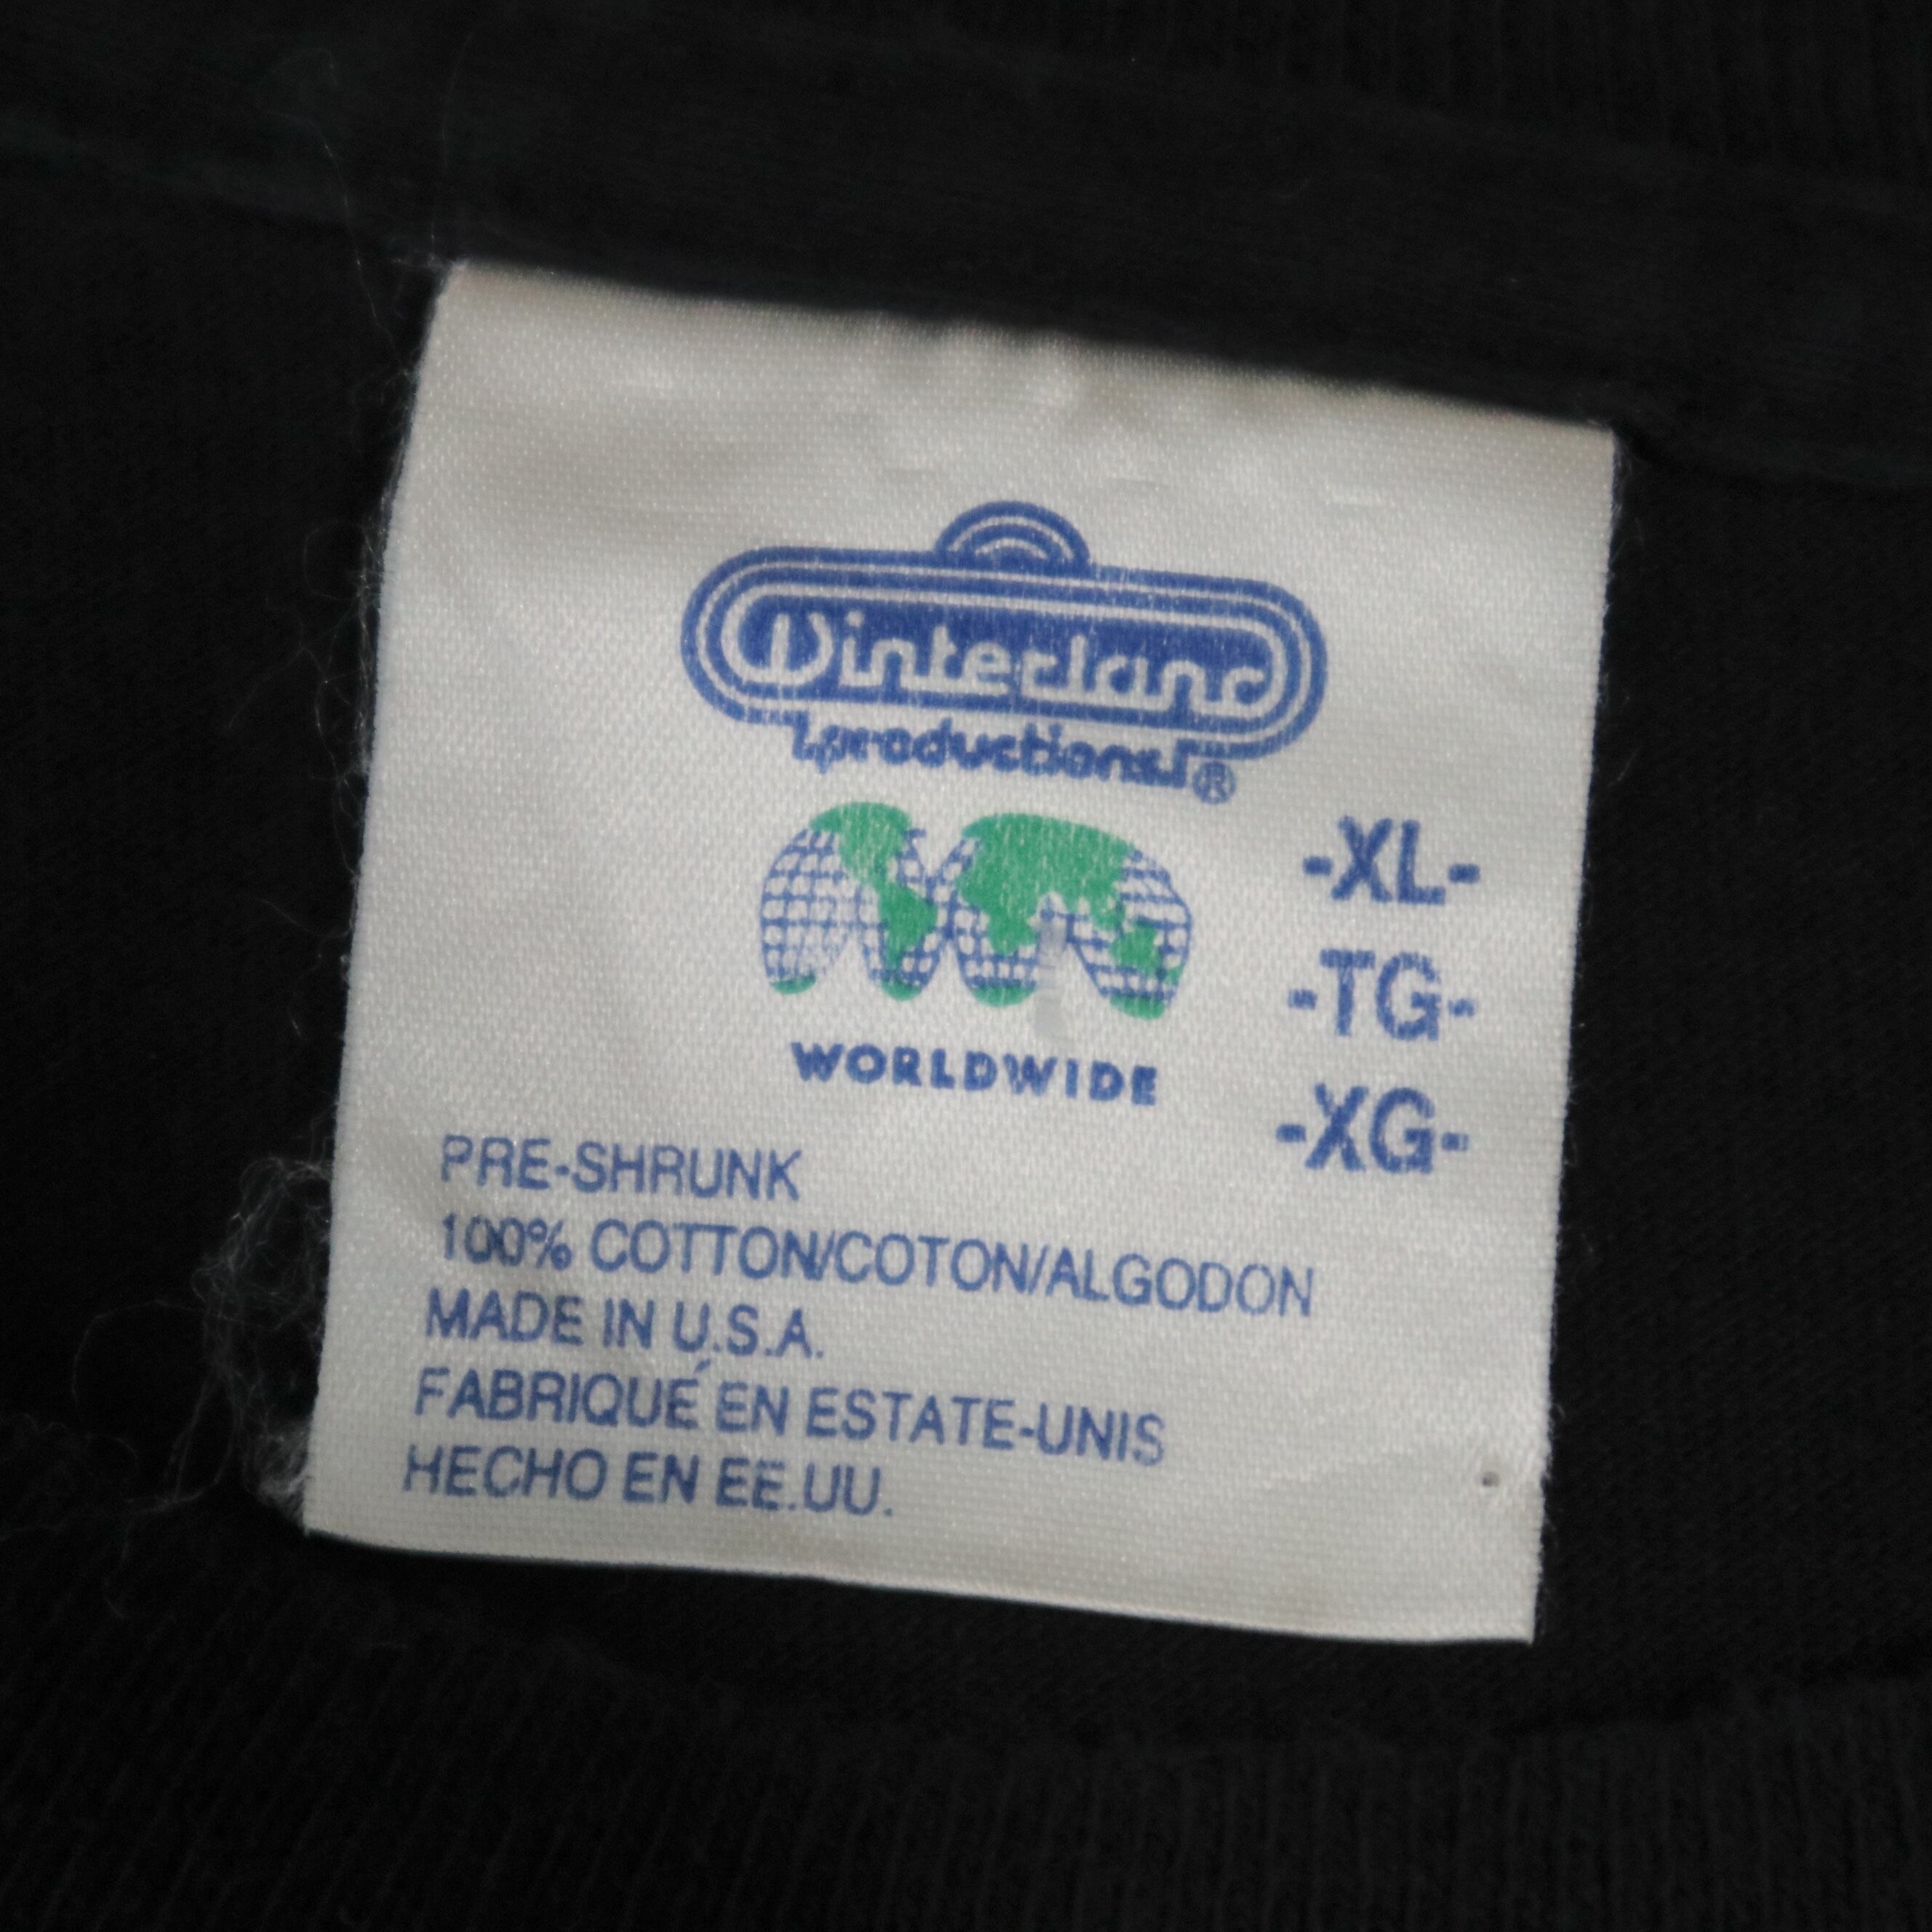 Winterland
productions ®
WORLDWIDE
-XL-
-TG-
-XG-
PRE-SHRUNK
100% COTTON/COTON/ALGODON
MADE IN U.S.A.
FABRIQUÉ EN ESTATE-UNIS
HECHO EN EE.UU.